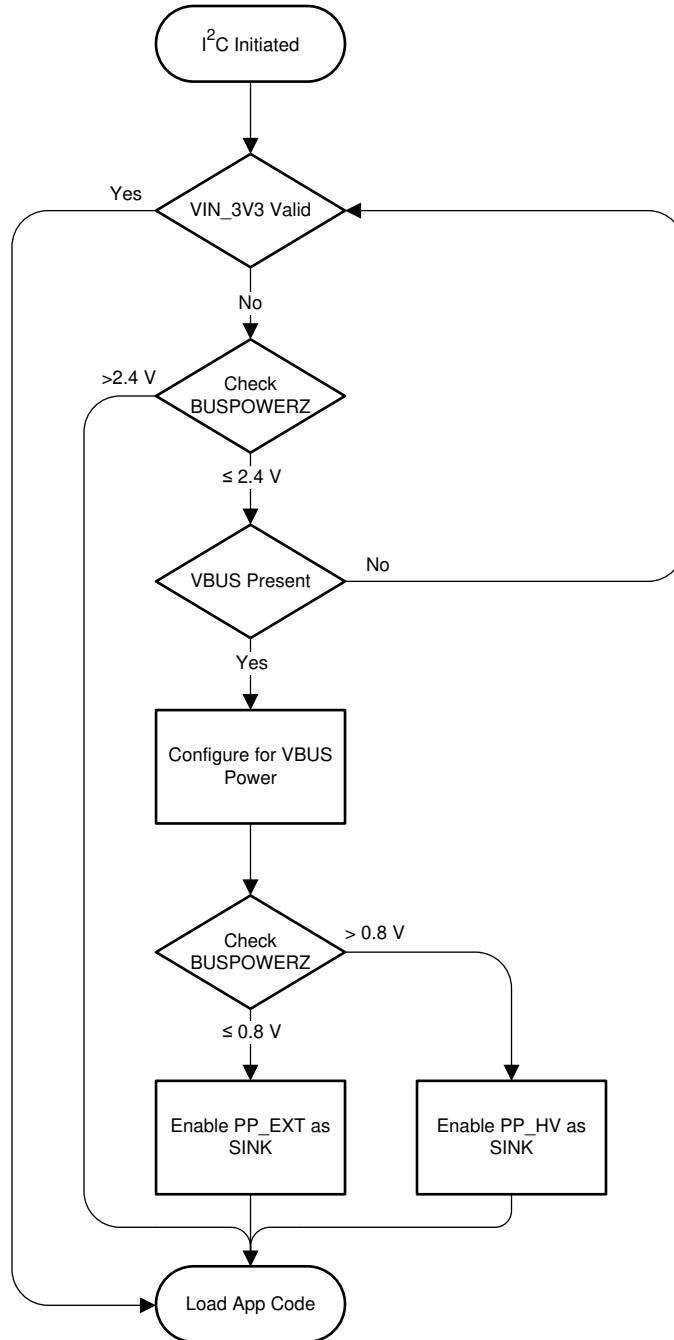 I²C Initiated
Yes
VIN_3V3 Valid
No
>2.4 V
Check
BUSPOWERZ
≤ 2.4 V
VBUS Present
No
Yes
Configure for VBUS
Power
Check
BUSPOWERZ
> 0.8 V
≤ 0.8 V
Enable PP_EXT as
SINK
Enable PP_HV as
SINK
Load App Code